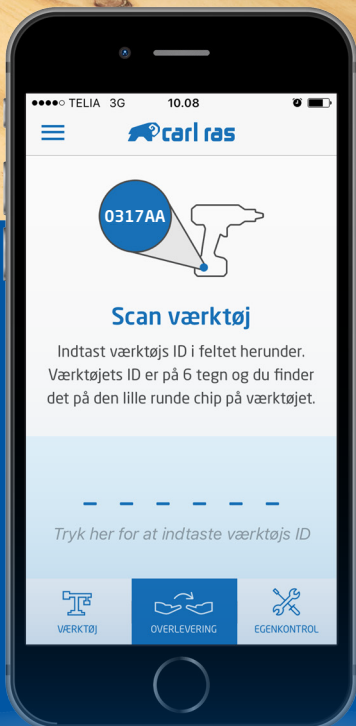 ●●●●○ TELIA 3G 10.08
carl ras
0317AA
Scan værktøj
Indtast værktøjs ID i feltet herunder.
Værktøjets ID er på 6 tegn og du finder
det på den lille runde chip på værktøjet.
_ _ _ _ _ _
Tryk her for at indtaste værktøjs ID
VÆRKTØJ OVERLEVERING EGENKONTROL